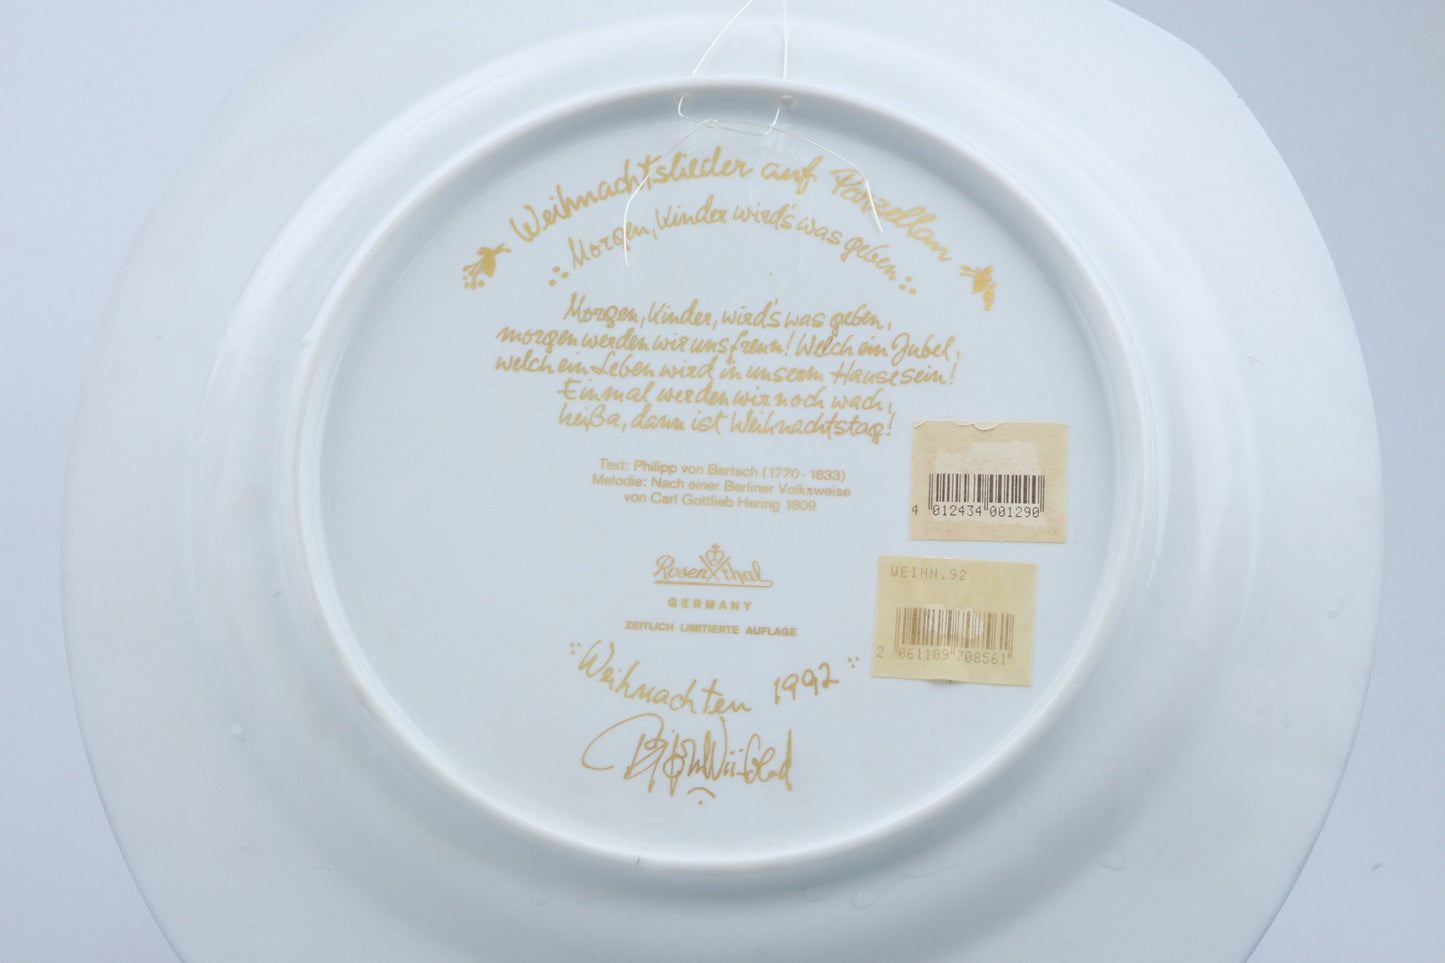 Weihnachtslieder auf Porzellan
Morgen, Kinder wird's was geben
Morgen, Kinder, wird's was geben,
morgen werden wir uns freun! Welch ein Jubel,
welch ein Leben wird in unserm Hause sein!
Einmal werden wir noch wach,
heißa, dann ist Weihnachtstag!
Text: Philipp von Bartsch (1770-1833)
Melodie: Nach einer Berliner Volksweise
von Carl Gottlieb Hering 1809
4 012434 001290
WEIHN.92
2 061109 708561
Rosenthal
GERMANY
ZEITLICH LIMITIERTE AUFLAGE
Weihnachten 1992
Björn Wiinblad